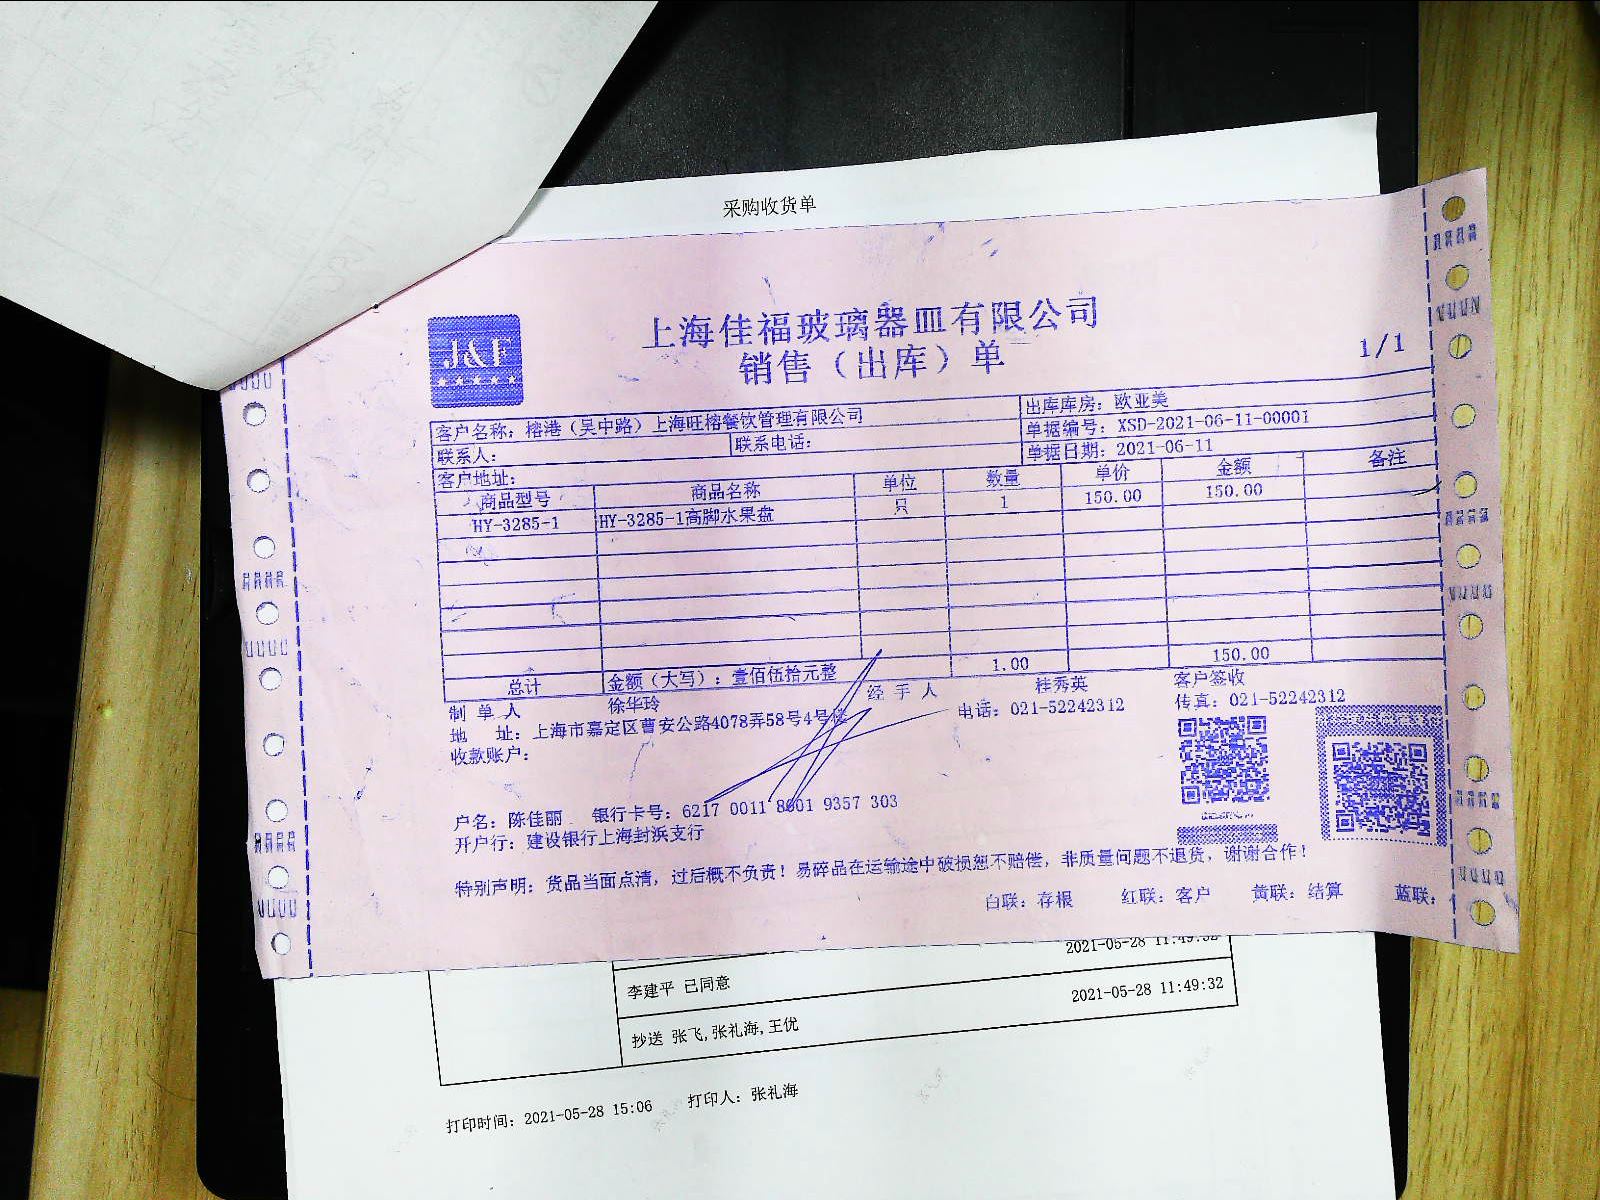 采购收货单
上海佳福玻璃器皿有限公司
销售（出库）单
1/1
客户名称：榕港（吴中路）上海旺榕餐饮管理有限公司
出库库房：欧亚美
联系人：
联系电话：
单据编号：XSD-2021-06-11-00001
客户地址：
单据日期：2021-06-11
商品型号 商品名称 单位 数量 单价 金额 备注
HY-3285-1 HY-3285-1高脚水果盘 只 1 150.00 150.00
总计 金额（大写）：壹佰伍拾元整 1.00 150.00
制单人 徐华玲 经手人 桂秀英 客户签收
地 址：上海市嘉定区曹安公路4078弄58号4号楼 电话：021-52242312 传真：021-52242312
收款账户：
户名：陈佳丽 银行卡号：6217 0011 8001 9357 303
开户行：建设银行上海封浜支行
特别声明：货品当面点清，过后概不负责！易碎品在运输途中破损恕不赔偿，非质量问题不退货，谢谢合作！
白联：存根 红联：客户 黄联：结算 蓝联：
2021-05-28 11:49:32
李建平 已同意 2021-05-28 11:49:32
抄送 张飞,张礼海,王优
打印时间：2021-05-28 15:06 打印人：张礼海